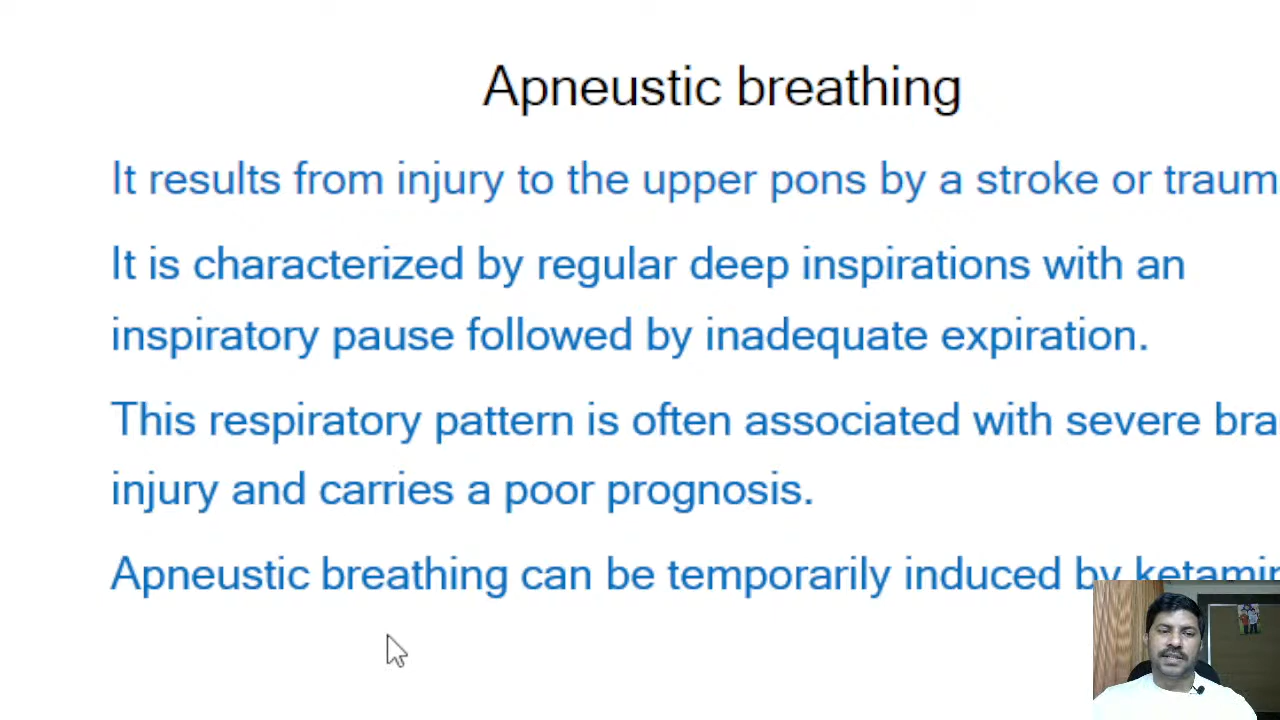 Apneustic breathing
It results from injury to the upper pons by a stroke or traum
It is characterized by regular deep inspirations with an
inspiratory pause followed by inadequate expiration.
This respiratory pattern is often associated with severe bra
injury and carries a poor prognosis.
Apneustic breathing can be temporarily induced by ketamin